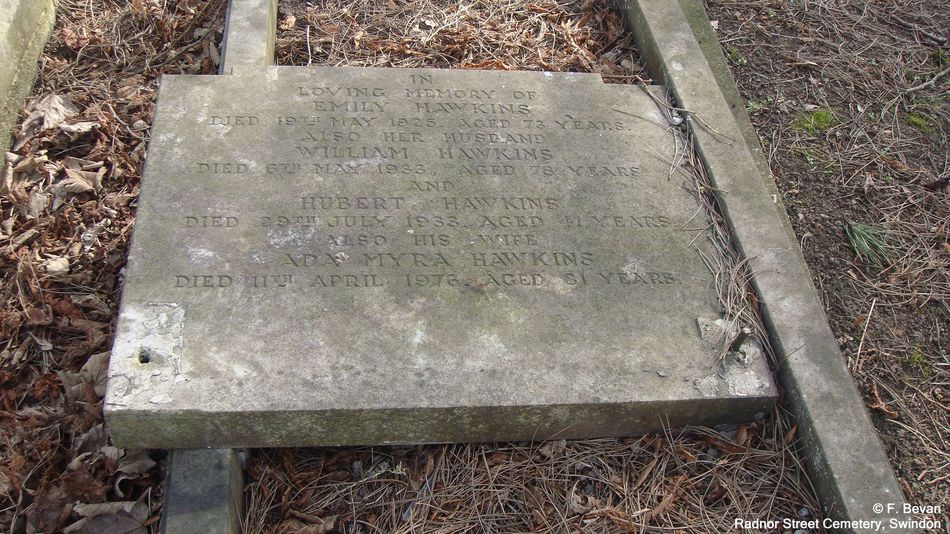 IN
LOVING MEMORY OF
EMILY HAWKINS
DIED 19TH MAY 1925. AGED 73 YEARS.
ALSO HER HUSBAND
WILLIAM HAWKINS
DIED 6TH MAY 1933. AGED 76 YEARS
AND
HUBERT HAWKINS
DIED 29TH JULY 1933. AGED 41 YEARS.
ALSO HIS WIFE
ADA MYRA HAWKINS
DIED 11TH APRIL 1976. AGED 81 YEARS.
© F. Bevan
Radnor Street Cemetery, Swindon